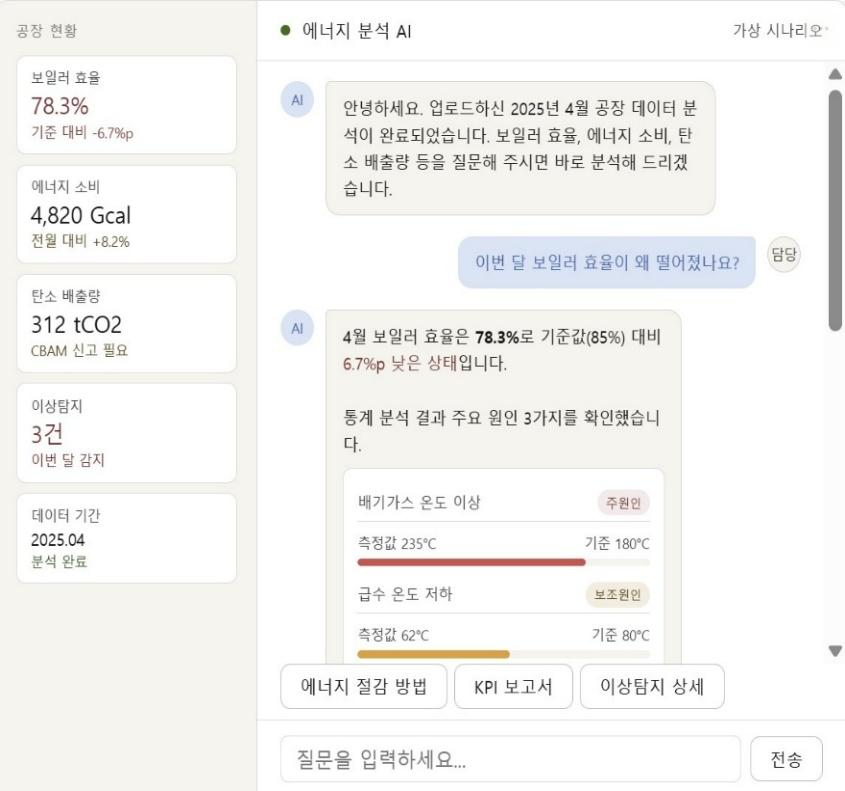 공장 현황
보일러 효율
78.3%
기준 대비 -6.7%p
에너지 소비
4,820 Gcal
전월 대비 +8.2%
탄소 배출량
312 tCO2
CBAM 신고 필요
이상탐지
3건
이번 달 감지
데이터 기간
2025.04
분석 완료
에너지 분석 AI
가상 시나리오
AI
안녕하세요. 업로드하신 2025년 4월 공장 데이터 분
석이 완료되었습니다. 보일러 효율, 에너지 소비, 탄
소 배출량 등을 질문해 주시면 바로 분석해 드리겠
습니다.
이번 달 보일러 효율이 왜 떨어졌나요?
담당
AI
4월 보일러 효율은 78.3%로 기준값(85%) 대비
6.7%p 낮은 상태입니다.
통계 분석 결과 주요 원인 3가지를 확인했습니
다.
배기가스 온도 이상 주원인
측정값 235°C 기준 180°C
급수 온도 저하 보조원인
측정값 62°C 기준 80°C
에너지 절감 방법 KPI 보고서 이상탐지 상세
질문을 입력하세요... 전송